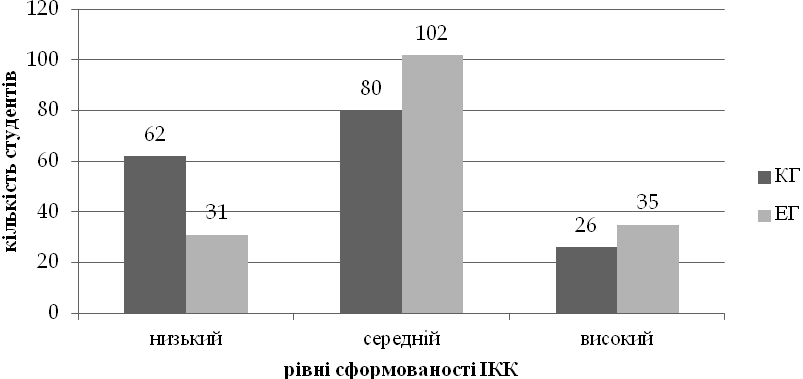 120
100
80
60
40
20
0
кількість студентів
62
31
80
102
26
35
КГ
ЕГ
низький
середній
високий
рівні сформованості ІКК